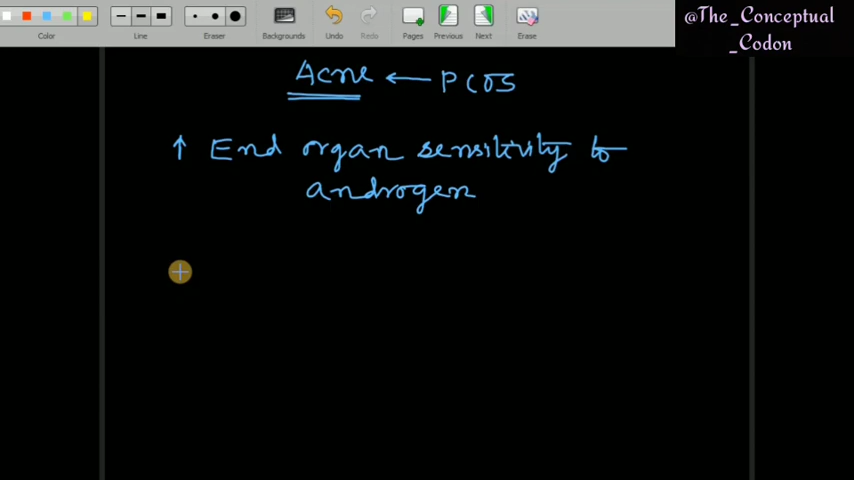 @The_Conceptual
_Codon
Color
Line
Eraser
Backgrounds
Undo
Redo
Pages
Previous
Next
Erase
Acne ← PCOS
↑ End organ sensitivity to
androgen